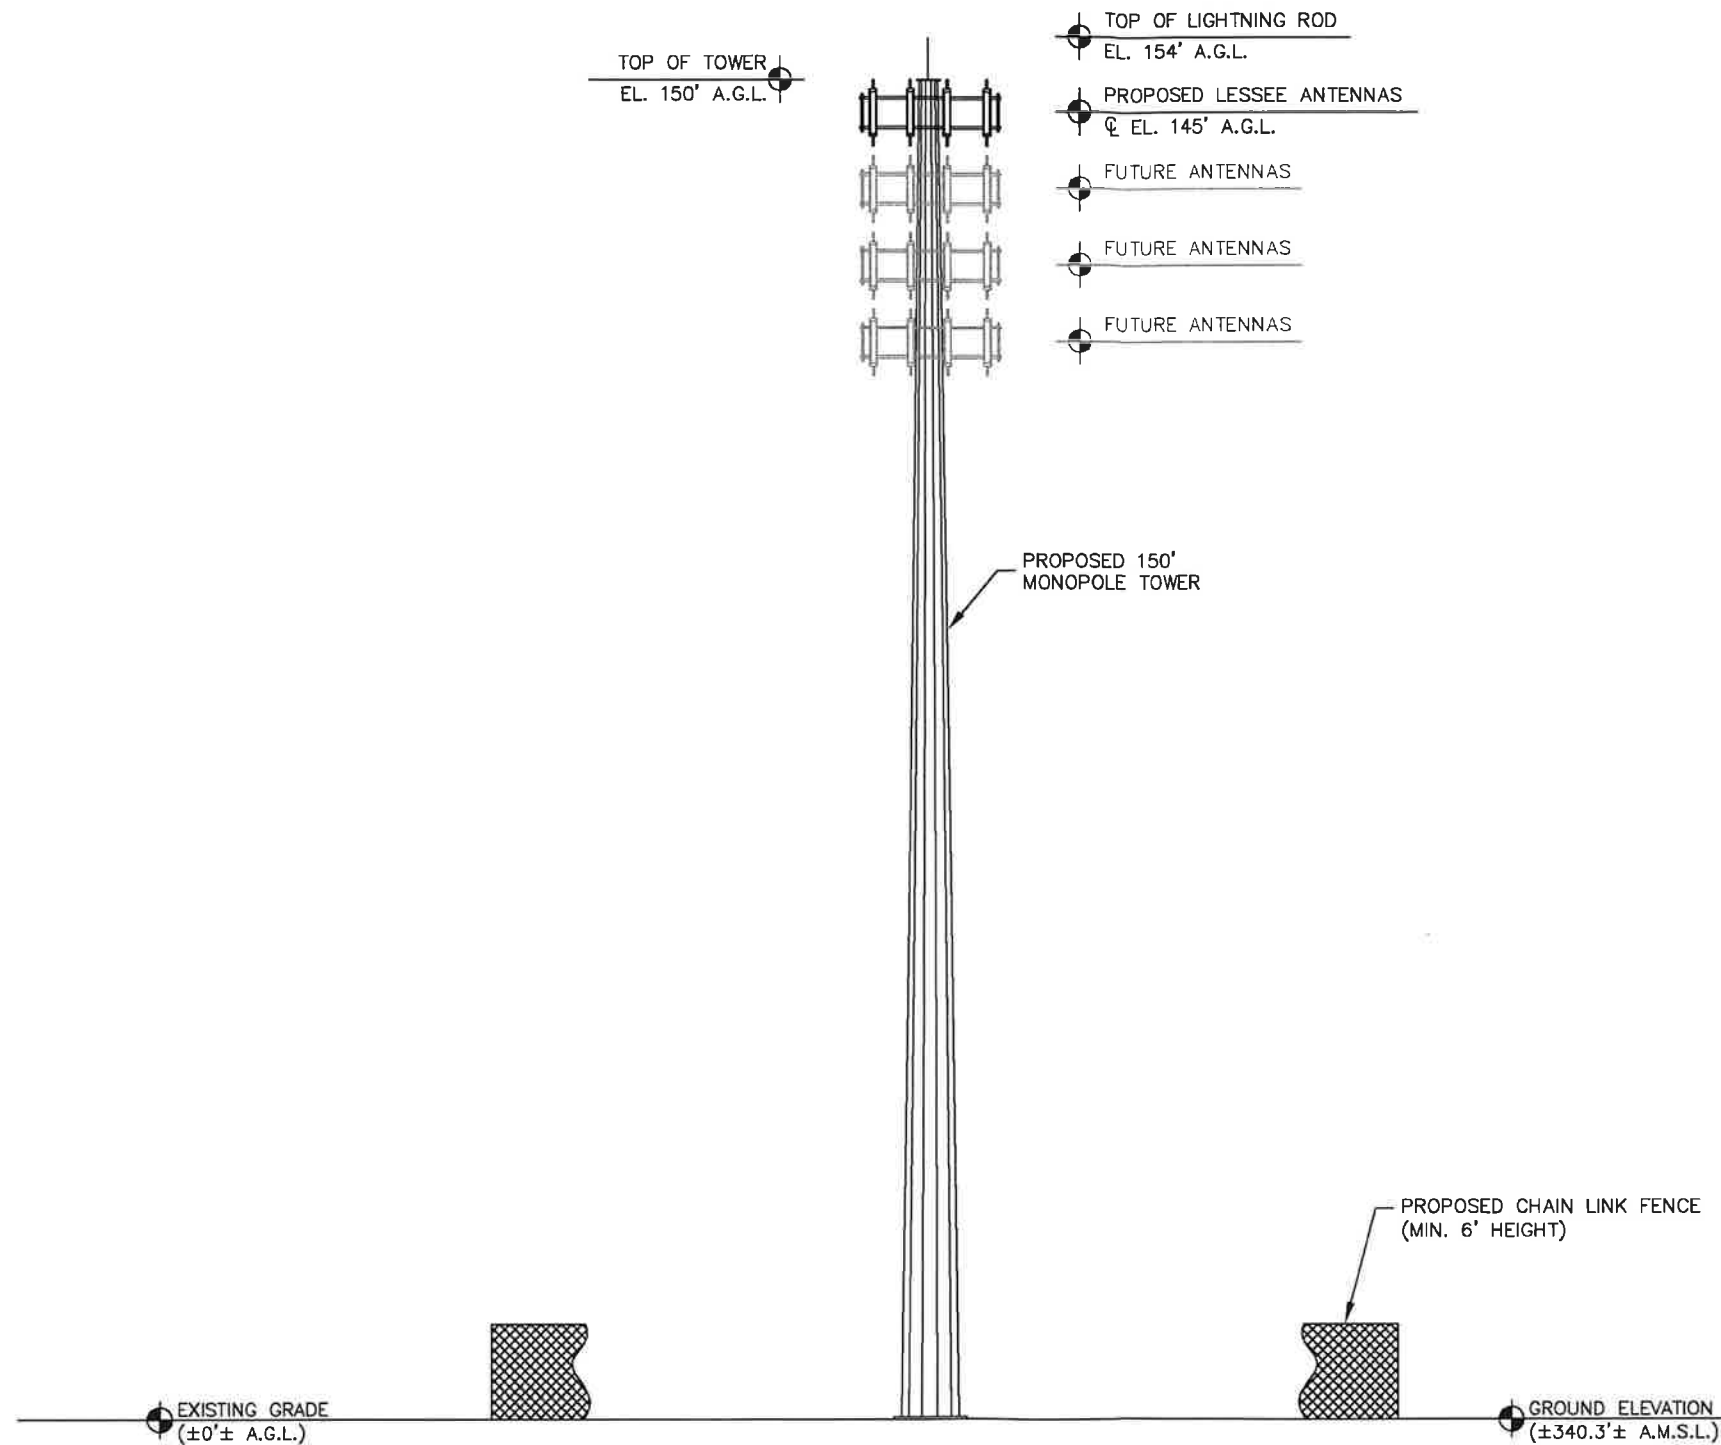 TOP OF LIGHTNING ROD
EL. 154' A.G.L.
TOP OF TOWER
EL. 150' A.G.L.
PROPOSED LESSEE ANTENNAS
℄ EL. 145' A.G.L.
FUTURE ANTENNAS
FUTURE ANTENNAS
FUTURE ANTENNAS
PROPOSED 150'
MONOPOLE TOWER
PROPOSED CHAIN LINK FENCE
(MIN. 6' HEIGHT)
EXISTING GRADE
(±0'± A.G.L.)
GROUND ELEVATION
(±340.3'± A.M.S.L.)